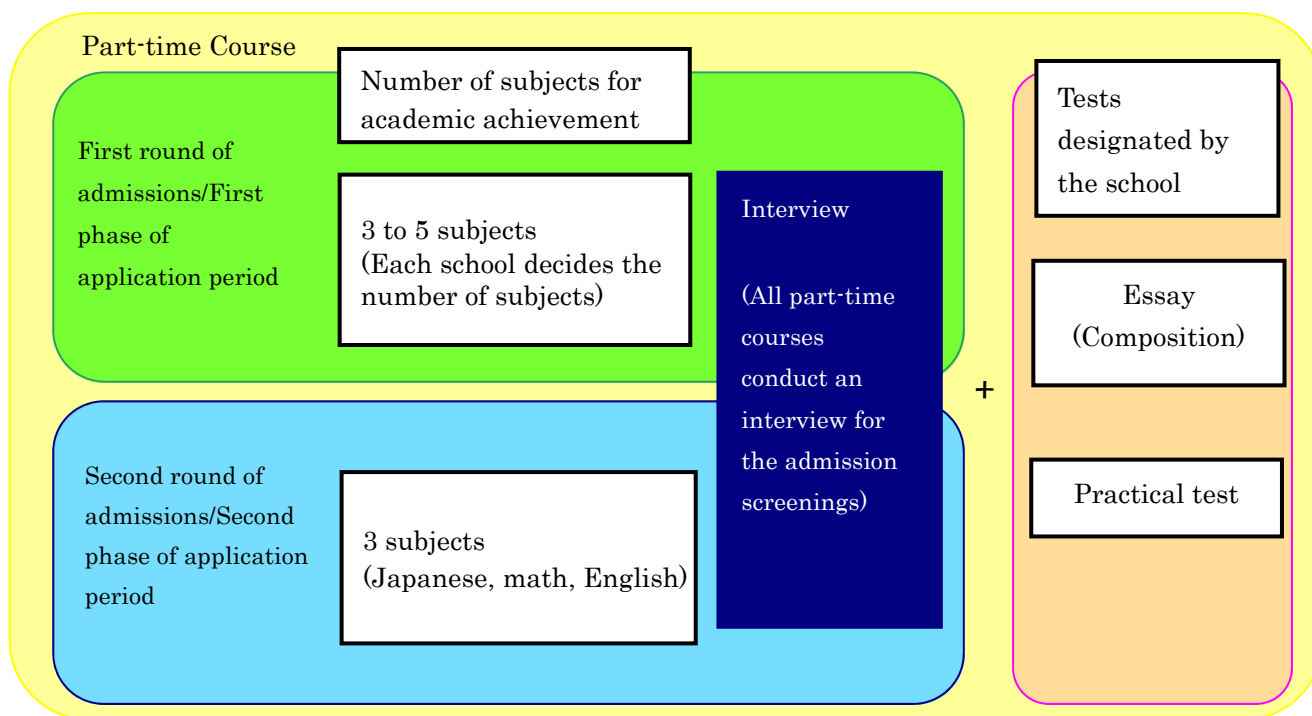 Part-time Course
Number of subjects for
academic achievement
First round of
admissions/First
phase of
application period
3 to 5 subjects
(Each school decides the
number of subjects)
Interview
(All part-time
courses
conduct an
interview for
the admission
screenings)
Second round of
admissions/Second
phase of application
period
3 subjects
(Japanese, math, English)
+
Tests
designated by
the school
Essay
(Composition)
Practical test